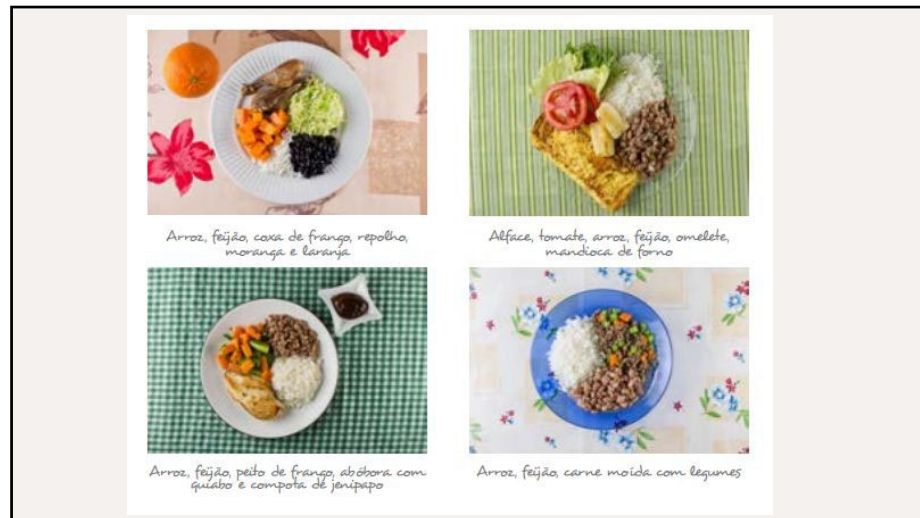 Arroz, feijão, coxa de frango, repolho,
moranga e laranja
Alface, tomate, arroz, feijão, omelete,
mandioca de forno
Arroz, feijão, peito de frango, abóbora com
quiabo e compota de jenipapo
Arroz, feijão, carne moída com legumes